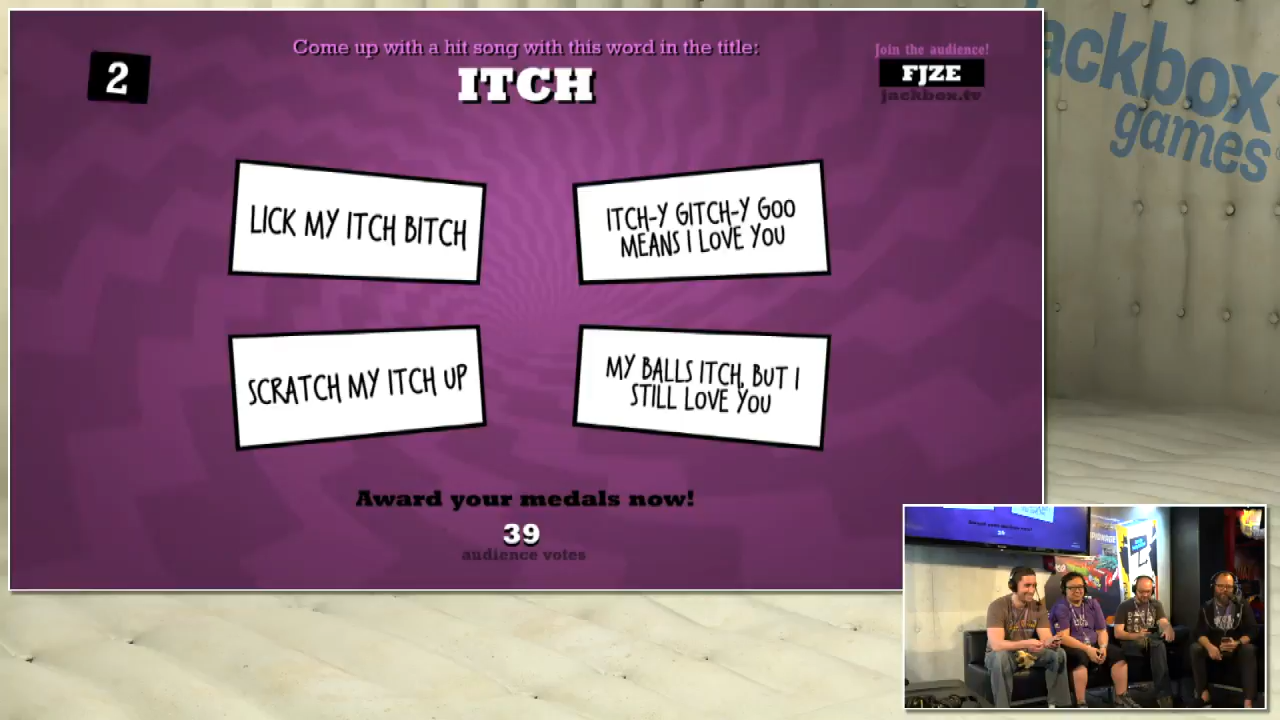 jackbox
games
2
Come up with a hit song with this word in the title:
ITCH
Join the audience!
FJZE
jackbox.tv
LICK MY ITCH BITCH
ITCH-Y GITCH-Y GOO
MEANS I LOVE YOU
SCRATCH MY ITCH UP
MY BALLS ITCH, BUT I
STILL LOVE YOU
Award your medals now!
39
audience votes